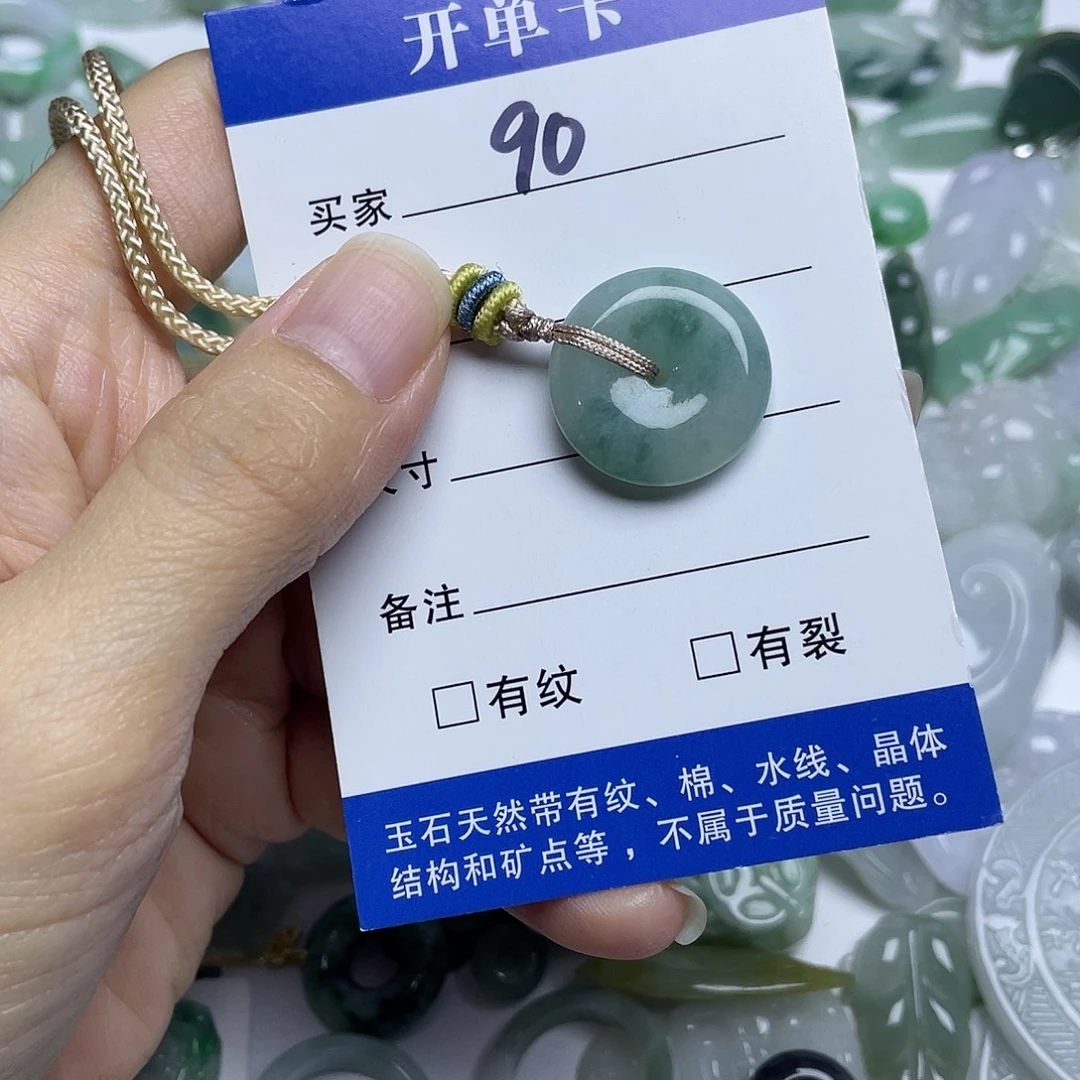 开单卡
90
买家
寸
备注
□有纹 □有裂
玉石天然带有纹、棉、水线、晶体
结构和矿点等，不属于质量问题。